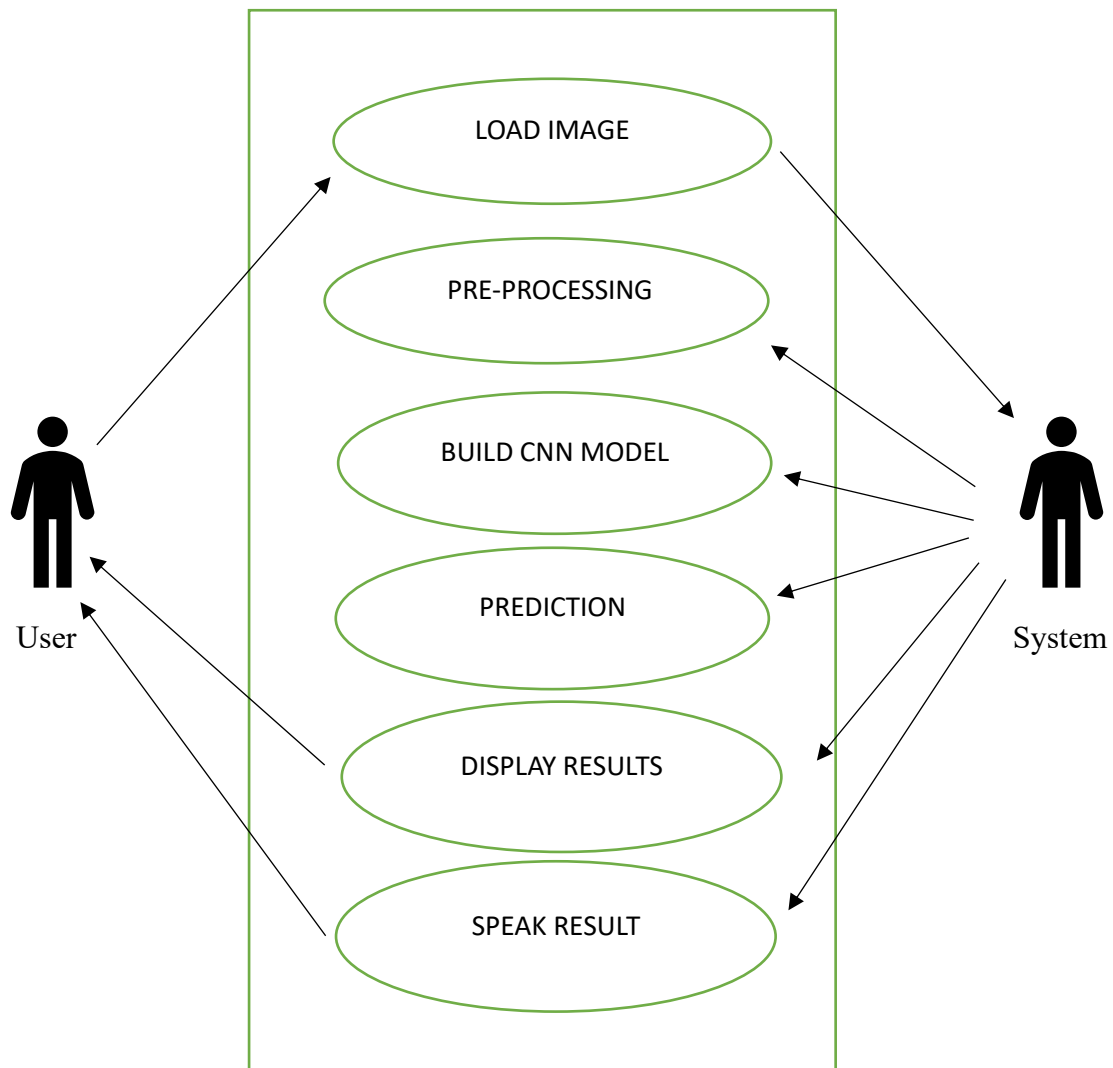 LOAD IMAGE
PRE-PROCESSING
BUILD CNN MODEL
PREDICTION
User
System
DISPLAY RESULTS
SPEAK RESULT